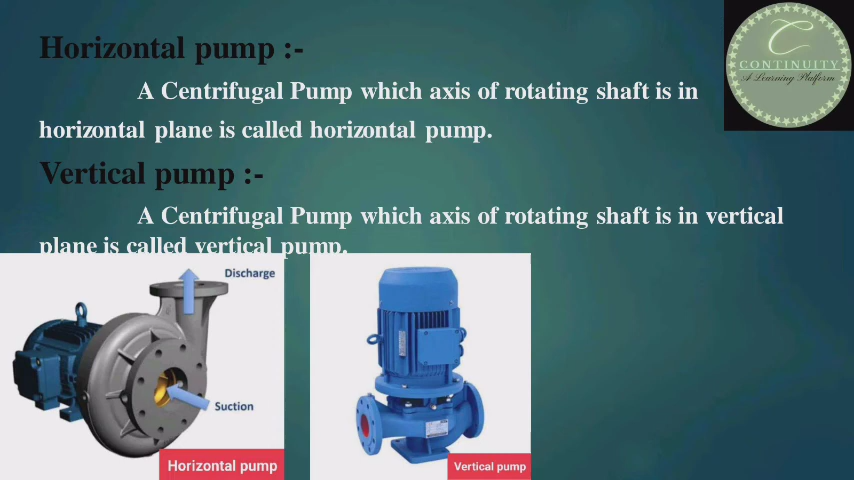 Horizontal pump :-
A Centrifugal Pump which axis of rotating shaft is in
horizontal plane is called horizontal pump.
Vertical pump :-
A Centrifugal Pump which axis of rotating shaft is in vertical
plane is called vertical pump.
C
CONTINUITY
A Learning Platform
Discharge
Suction
Horizontal pump
Vertical pump